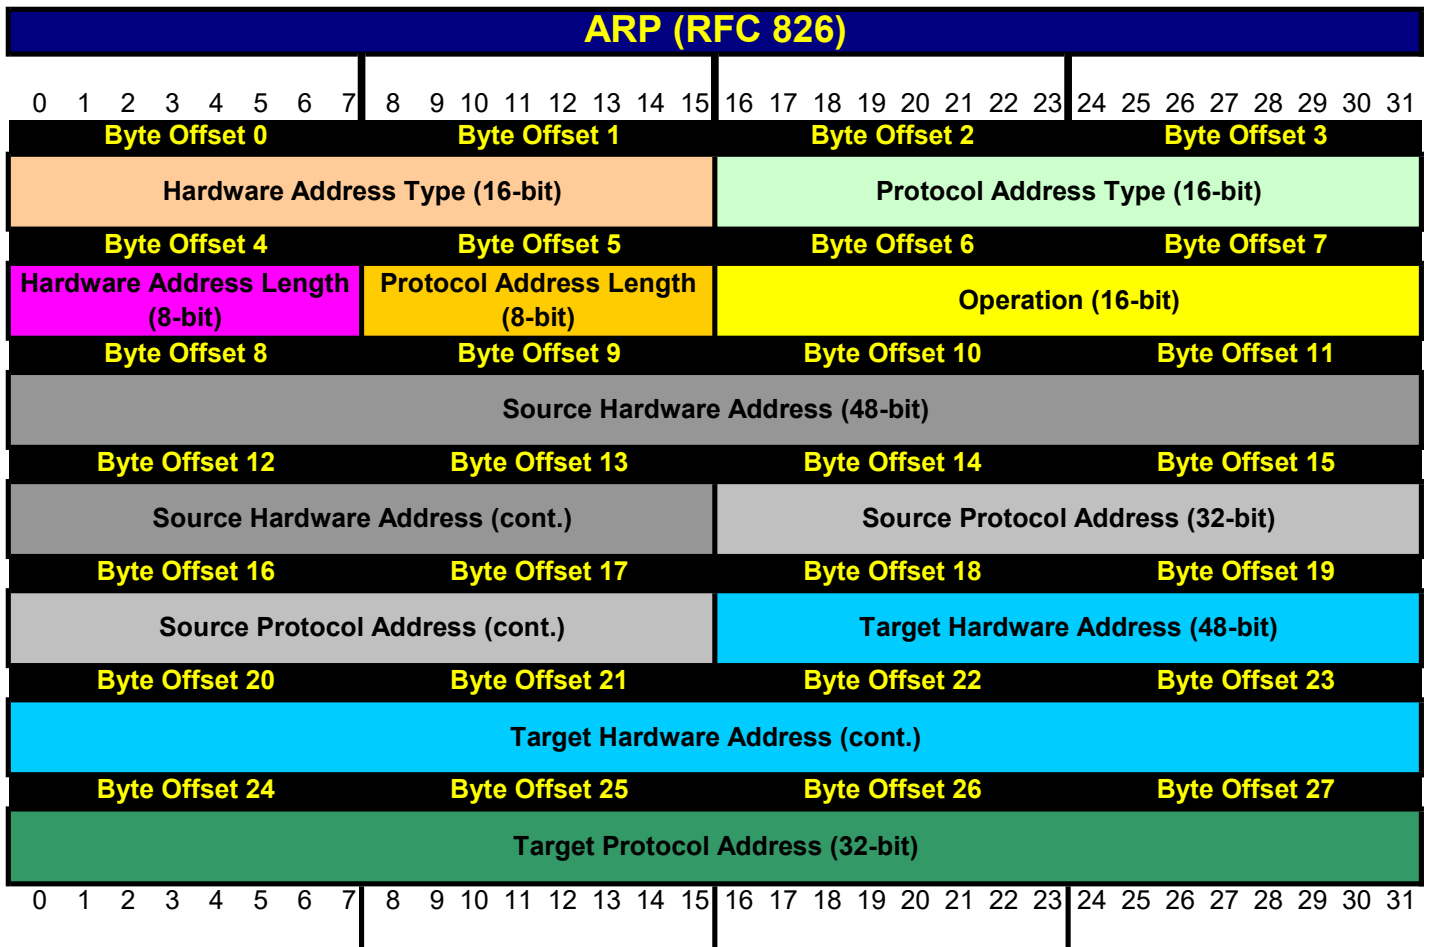 ARP (RFC 826)
0 1 2 3 4 5 6 7 8 9 10 11 12 13 14 15 16 17 18 19 20 21 22 23 24 25 26 27 28 29 30 31
Byte Offset 0 Byte Offset 1 Byte Offset 2 Byte Offset 3
Hardware Address Type (16-bit) Protocol Address Type (16-bit)
Byte Offset 4 Byte Offset 5 Byte Offset 6 Byte Offset 7
Hardware Address Length
(8-bit)
Protocol Address Length
(8-bit)
Operation (16-bit)
Byte Offset 8 Byte Offset 9 Byte Offset 10 Byte Offset 11
Source Hardware Address (48-bit)
Byte Offset 12 Byte Offset 13 Byte Offset 14 Byte Offset 15
Source Hardware Address (cont.) Source Protocol Address (32-bit)
Byte Offset 16 Byte Offset 17 Byte Offset 18 Byte Offset 19
Source Protocol Address (cont.) Target Hardware Address (48-bit)
Byte Offset 20 Byte Offset 21 Byte Offset 22 Byte Offset 23
Target Hardware Address (cont.)
Byte Offset 24 Byte Offset 25 Byte Offset 26 Byte Offset 27
Target Protocol Address (32-bit)
0 1 2 3 4 5 6 7 8 9 10 11 12 13 14 15 16 17 18 19 20 21 22 23 24 25 26 27 28 29 30 31